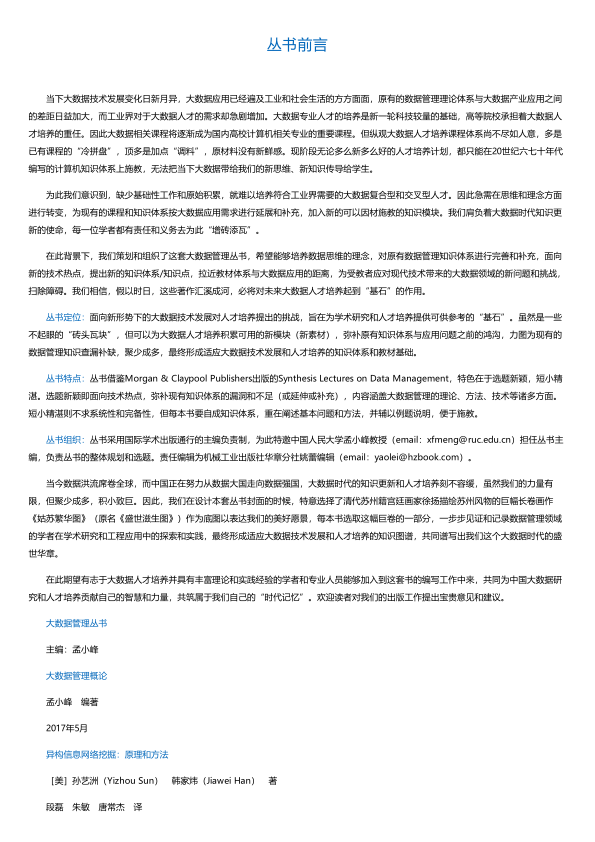 丛书前言
当下大数据技术发展变化日新月异，大数据应用已经遍及工业和社会生活的方方面面，原有的数据管理理论体系与大数据产业应用之间
的差距日益加大，而工业界对于大数据人才的需求却急剧增加。大数据专业人才的培养是新一轮科技较量的基础，高等院校承担着大数据人
才培养的重任。因此大数据相关课程将逐渐成为国内高校计算机相关专业的重要课程。但纵观大数据人才培养课程体系尚不尽如人意，多是
已有课程的“冷拼盘”，顶多是加点“调料”，原材料没有新鲜感。现阶段无论多么新多么好的人才培养计划，都只能在20世纪六七十年代
编写的计算机知识体系上施教，无法把当下大数据带给我们的新思维、新知识传导给学生。
为此我们意识到，缺少基础性工作和原始积累，就难以培养符合工业界需要的大数据复合型和交叉型人才。因此急需在思维和理念方面
进行转变，为现有的课程和知识体系按大数据应用需求进行延展和补充，加入新的可以因材施教的知识模块。我们肩负着大数据时代知识更
新的使命，每一位学者都有责任和义务去为此“增砖添瓦”。
在此背景下，我们策划和组织了这套大数据管理丛书，希望能够培养数据思维的理念，对原有数据管理知识体系进行完善和补充，面向
新的技术热点，提出新的知识体系/知识点，拉近教材体系与大数据应用的距离，为受教者应对现代技术带来的大数据领域的新问题和挑战，
扫除障碍。我们相信，假以时日，这些著作汇溪成河，必将对未来大数据人才培养起到“基石”的作用。
丛书定位：面向新形势下的大数据技术发展对人才培养提出的挑战，旨在为学术研究和人才培养提供可供参考的“基石”。虽然是一些
不起眼的“砖头瓦块”，但可以为大数据人才培养积累可用的新模块（新素材），弥补原有知识体系与应用问题之前的鸿沟，力图为现有的
数据管理知识查漏补缺，聚少成多，最终形成适应大数据技术发展和人才培养的知识体系和教材基础。
丛书特点：丛书借鉴Morgan & Claypool Publishers出版的Synthesis Lectures on Data Management，特色在于选题新颖，短小精
湛。选题新颖即面向技术热点，弥补现有知识体系的漏洞和不足（或延伸或补充），内容涵盖大数据管理的理论、方法、技术等诸多方面。
短小精湛则不求系统性和完备性，但每本书要自成知识体系，重在阐述基本问题和方法，并辅以例题说明，便于施教。
丛书组织：丛书采用国际学术出版通行的主编负责制，为此特邀中国人民大学孟小峰教授（email：xfmeng@ruc.edu.cn）担任丛书主
编，负责丛书的整体规划和选题。责任编辑为机械工业出版社华章分社姚蕾编辑（email：yaolei@hzbook.com）。
当今数据洪流席卷全球，而中国正在努力从数据大国走向数据强国，大数据时代的知识更新和人才培养刻不容缓，虽然我们的力量有
限，但聚少成多，积小致巨。因此，我们在设计本套丛书封面的时候，特意选择了清代苏州籍宫廷画家徐扬描绘苏州风物的巨幅长卷画作
《姑苏繁华图》（原名《盛世滋生图》）作为底图以表达我们的美好愿景，每本书选取这幅巨卷的一部分，一步步见证和记录数据管理领域
的学者在学术研究和工程应用中的探索和实践，最终形成适应大数据技术发展和人才培养的知识图谱，共同谱写出我们这个大数据时代的盛
世华章。
在此期望有志于大数据人才培养并具有丰富理论和实践经验的学者和专业人员能够加入到这套书的编写工作中来，共同为中国大数据研
究和人才培养贡献自己的智慧和力量，共筑属于我们自己的“时代记忆”。欢迎读者对我们的出版工作提出宝贵意见和建议。
大数据管理丛书
主编：孟小峰
大数据管理概论
孟小峰　编著
2017年5月
异构信息网络挖掘：原理和方法
［美］孙艺洲（Yizhou Sun）　韩家炜（Jiawei Han）　著
段磊　朱敏　唐常杰　译